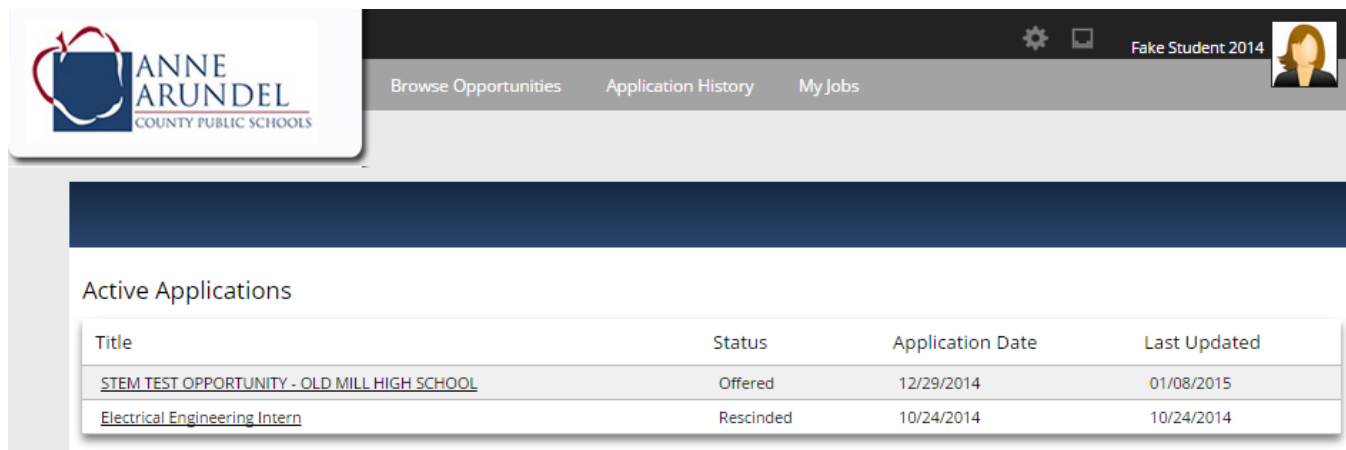 ANNE
ARUNDEL
COUNTY PUBLIC SCHOOLS
Fake Student 2014
Browse Opportunities Application History My Jobs
Active Applications
Title Status Application Date Last Updated
STEM TEST OPPORTUNITY - OLD MILL HIGH SCHOOL Offered 12/29/2014 01/08/2015
Electrical Engineering Intern Rescinded 10/24/2014 10/24/2014